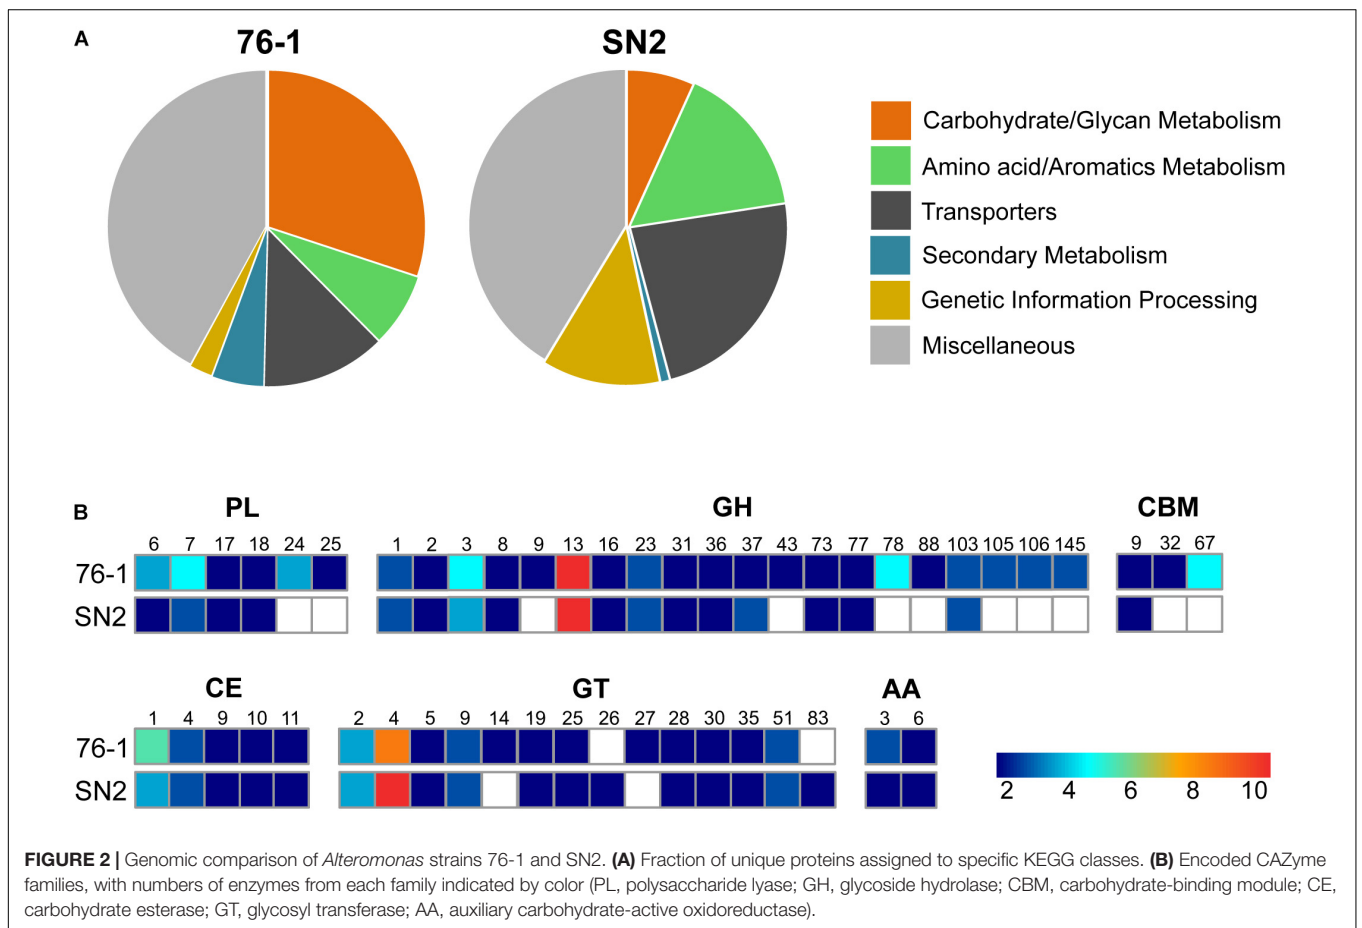 A
76-1
SN2
Carbohydrate/Glycan Metabolism
Amino acid/Aromatics Metabolism
Transporters
Secondary Metabolism
Genetic Information Processing
Miscellaneous
B
PL
GH
CBM
6 7 17 18 24 25
1 2 3 8 9 13 16 23 31 36 37 43 73 77 78 88 103 105 106 145
9 32 67
76-1
SN2
CE
GT
AA
1 4 9 10 11
2 4 5 9 14 19 25 26 27 28 30 35 51 83
3 6
76-1
SN2
2 4 6 8 10
FIGURE 2 | Genomic comparison of Alteromonas strains 76-1 and SN2. (A) Fraction of unique proteins assigned to specific KEGG classes. (B) Encoded CAZyme
families, with numbers of enzymes from each family indicated by color (PL, polysaccharide lyase; GH, glycoside hydrolase; CBM, carbohydrate-binding module; CE,
carbohydrate esterase; GT, glycosyl transferase; AA, auxiliary carbohydrate-active oxidoreductase).